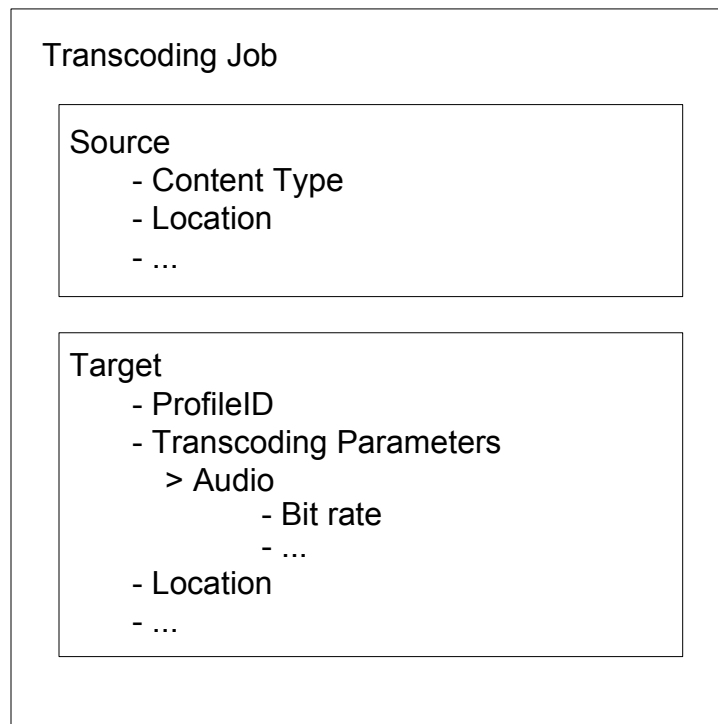 Transcoding Job
Source
- Content Type
- Location
- ...
Target
- ProfileID
- Transcoding Parameters
> Audio
- Bit rate
- ...
- Location
- ...